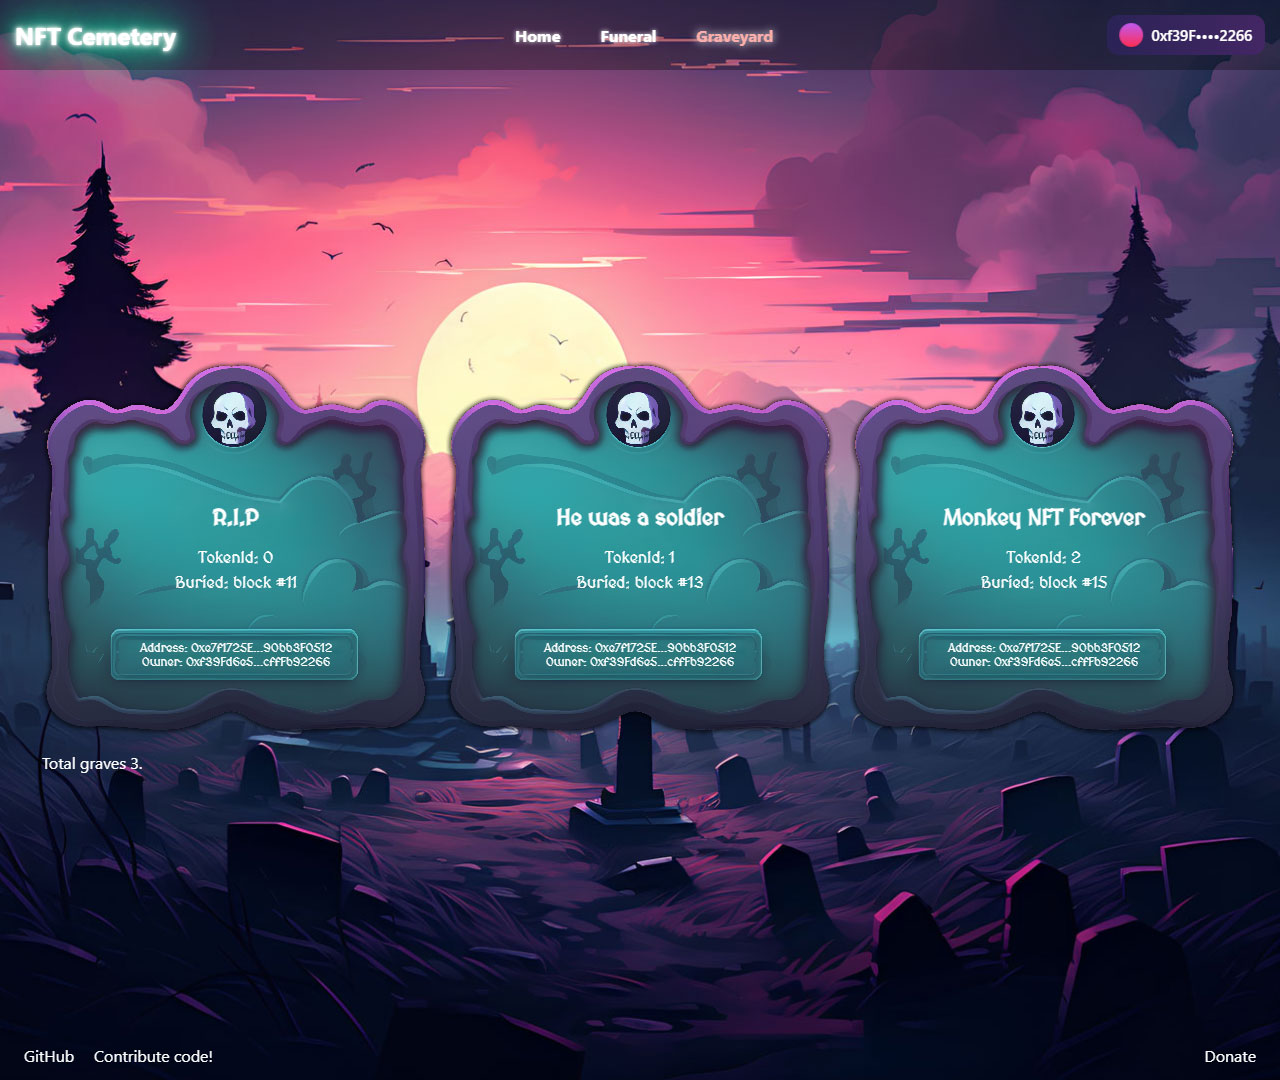 NFT Cemetery
Home
Funeral
Graveyard
0xf39F••••2266
R.I.P
TokenId: 0
Buried: block #11
Address: 0xe7f1725E...90bb3F0512
Owner: 0xf39Fd6e5...cffFb92266
He was a soldier
TokenId: 1
Buried: block #13
Address: 0xe7f1725E...90bb3F0512
Owner: 0xf39Fd6e5...cffFb92266
Monkey NFT Forever
TokenId: 2
Buried: block #15
Address: 0xe7f1725E...90bb3F0512
Owner: 0xf39Fd6e5...cffFb92266
Total graves 3.
GitHub
Contribute code!
Donate